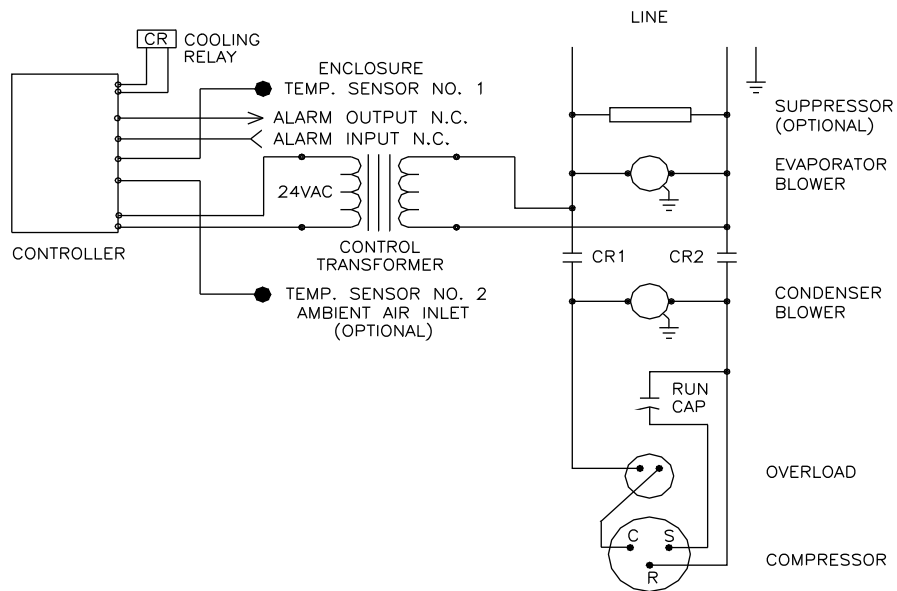 LINE
CR
COOLING
RELAY
ENCLOSURE
TEMP. SENSOR NO. 1
ALARM OUTPUT N.C.
ALARM INPUT N.C.
SUPPRESSOR
(OPTIONAL)
EVAPORATOR
BLOWER
24VAC
CONTROLLER
CONTROL
TRANSFORMER
CR1
CR2
TEMP. SENSOR NO. 2
AMBIENT AIR INLET
(OPTIONAL)
CONDENSER
BLOWER
RUN
CAP
OVERLOAD
C
S
R
COMPRESSOR